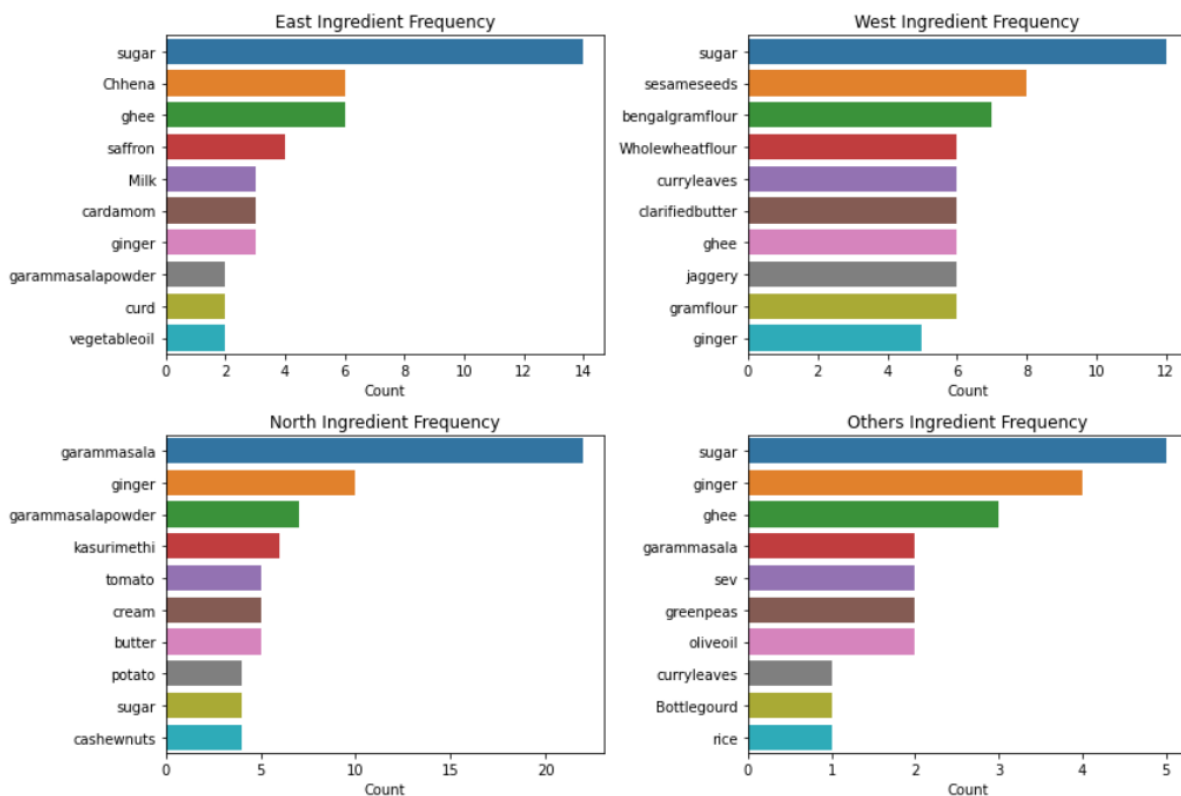 East Ingredient Frequency
sugar
Chhena
ghee
saffron
Milk
cardamom
ginger
garammasalapowder
curd
vegetableoil
0 2 4 6 8 10 12 14
Count
West Ingredient Frequency
sugar
sesameseeds
bengalgramflour
Wholewheatflour
curryleaves
clarifiedbutter
ghee
jaggery
gramflour
ginger
0 2 4 6 8 10 12
Count
North Ingredient Frequency
garammasala
ginger
garammasalapowder
kasurimethi
tomato
cream
butter
potato
sugar
cashewnuts
0 5 10 15 20
Count
Others Ingredient Frequency
sugar
ginger
ghee
garammasala
sev
greenpeas
oliveoil
curryleaves
Bottlegourd
rice
0 1 2 3 4 5
Count